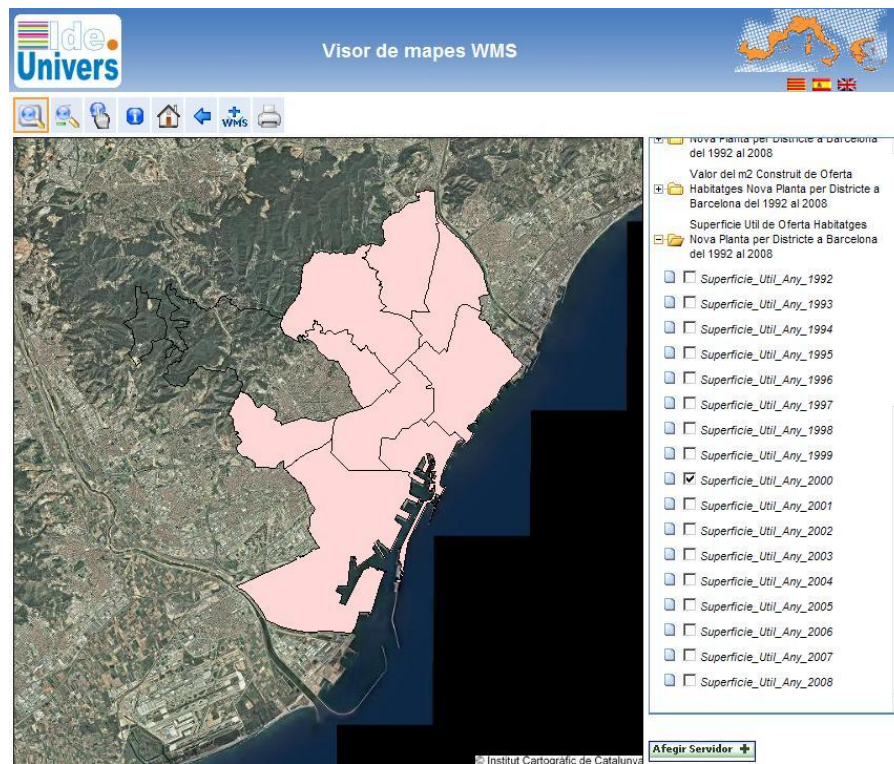 Ide
Univers
Visor de mapes WMS
WMS
Nova Planta per Districte a Barcelona
del 1992 al 2008
Valor del m2 Construit de Oferta
Habitatges Nova Planta per Districte a
Barcelona del 1992 al 2008
Superficie Util de Oferta Habitatges
Nova Planta per Districte a Barcelona
del 1992 al 2008
Superficie_Util_Any_1992
Superficie_Util_Any_1993
Superficie_Util_Any_1994
Superficie_Util_Any_1995
Superficie_Util_Any_1996
Superficie_Util_Any_1997
Superficie_Util_Any_1998
Superficie_Util_Any_1999
Superficie_Util_Any_2000
Superficie_Util_Any_2001
Superficie_Util_Any_2002
Superficie_Util_Any_2003
Superficie_Util_Any_2004
Superficie_Util_Any_2005
Superficie_Util_Any_2006
Superficie_Util_Any_2007
Superficie_Util_Any_2008
© Institut Cartogràfic de Catalunya
Afegir Servidor +